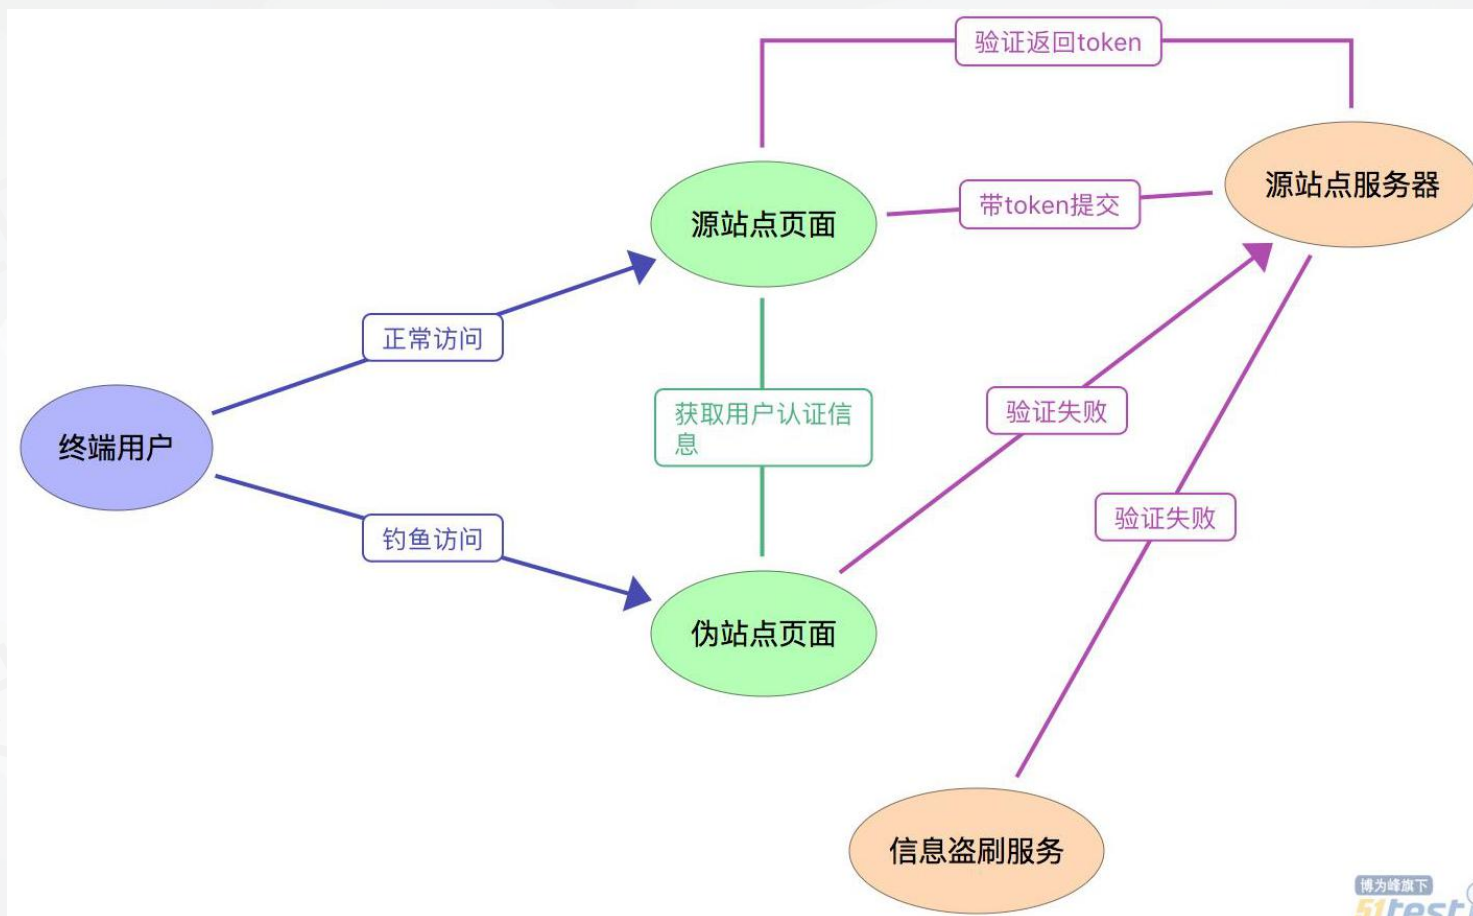 验证返回token
源站点服务器
源站点页面
带token提交
正常访问
获取用户认证信
息
验证失败
终端用户
验证失败
钓鱼访问
伪站点页面
信息盗刷服务
博为峰旗下
51test